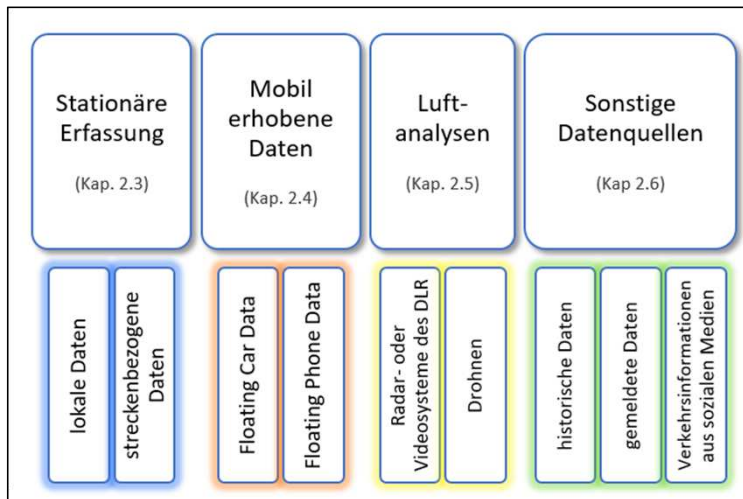 Stationäre
Erfassung
(Kap. 2.3)
Mobil
erhobene
Daten
(Kap. 2.4)
Luft-
analysen
(Kap. 2.5)
Sonstige
Datenquellen
(Kap 2.6)
lokale Daten
streckenbezogene
Daten
Floating Car Data
Floating Phone Data
Radar- oder
Videosysteme des DLR
Drohnen
historische Daten
gemeldete Daten
Verkehrsinformationen
aus sozialen Medien